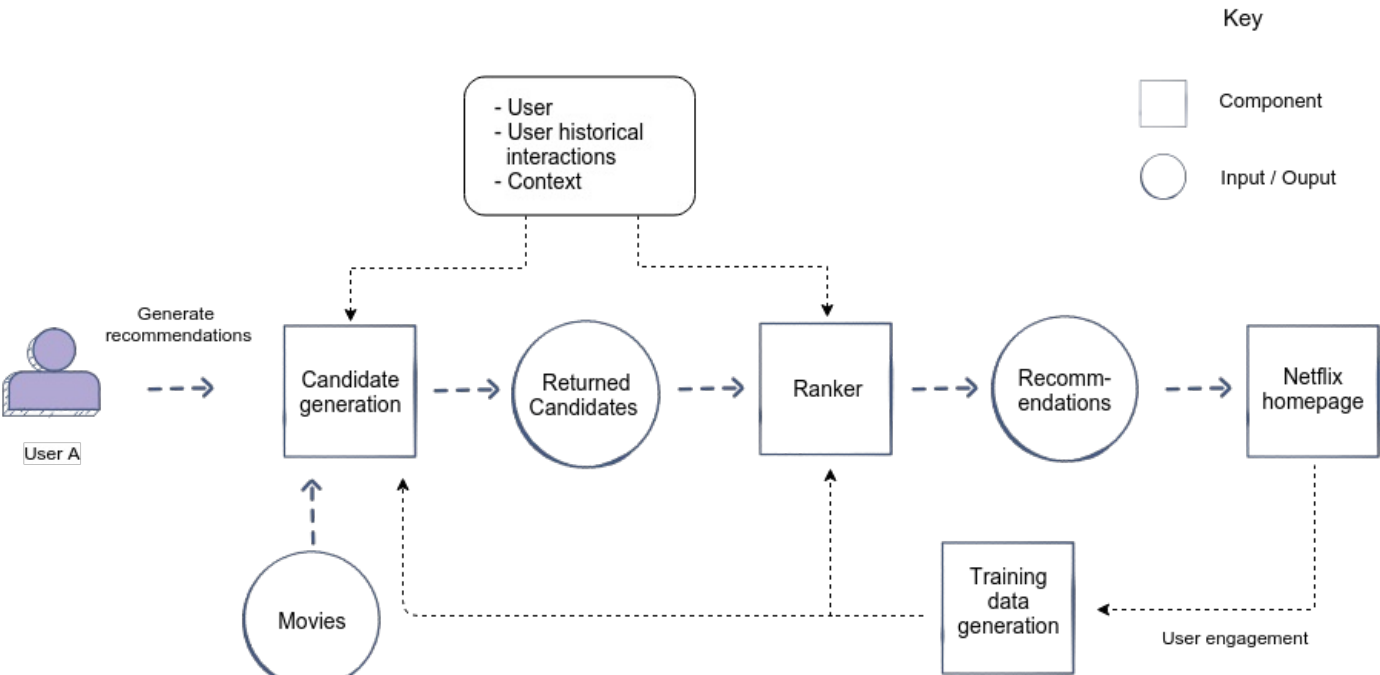 Key
Component
Input / Ouput
- User
- User historical
interactions
- Context
Generate
recommendations
User A
Candidate
generation
Returned
Candidates
Ranker
Recomm-
endations
Netflix
homepage
Movies
Training
data
generation
User engagement